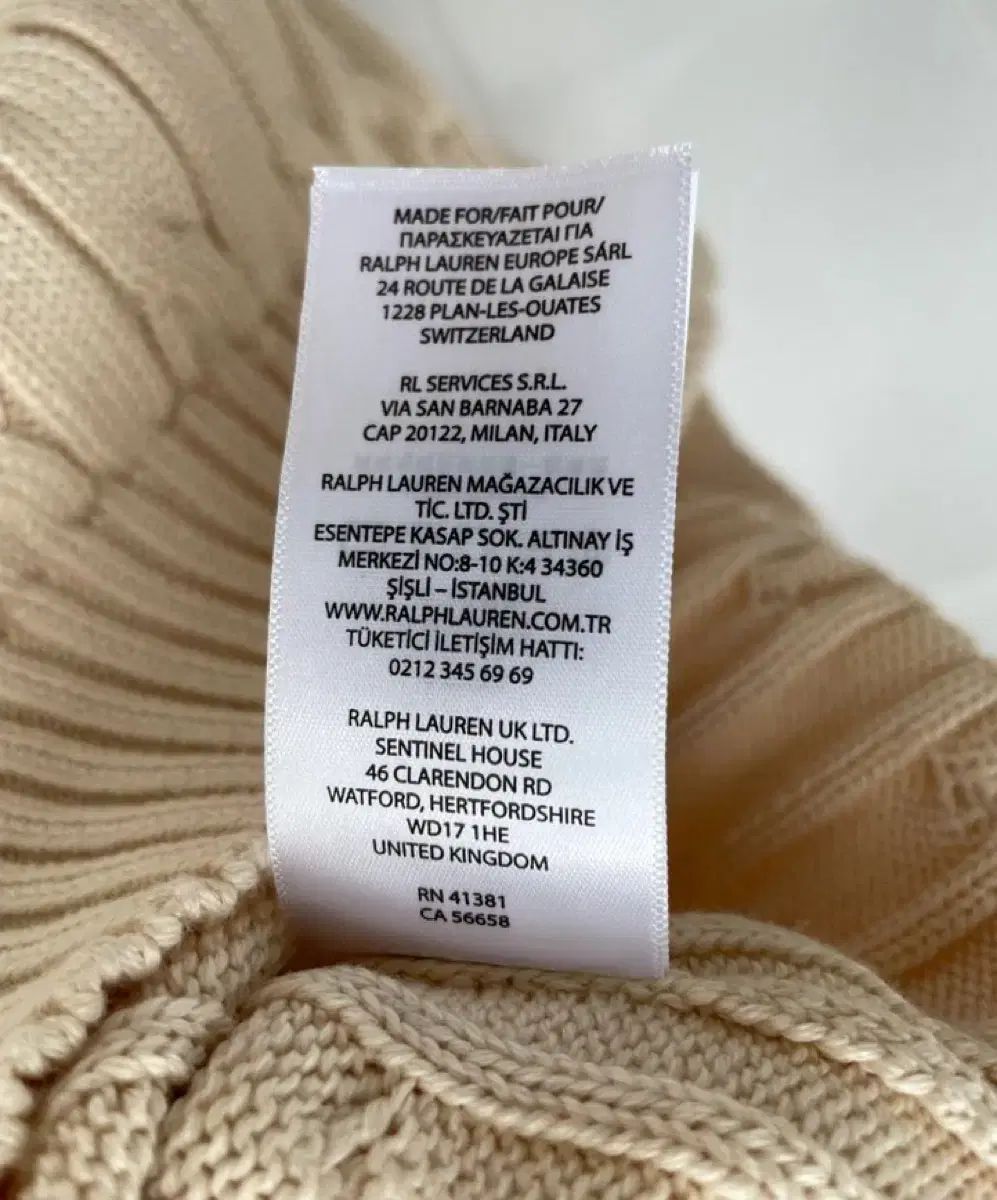 MADE FOR/FAIT POUR/
ΠΑΡΑΣΚΕΥΑΖΕΤΑΙ ΓΙΑ
RALPH LAUREN EUROPE SÁRL
24 ROUTE DE LA GALAISE
1228 PLAN-LES-OUATES
SWITZERLAND
RL SERVICES S.R.L.
VIA SAN BARNABA 27
CAP 20122, MILAN, ITALY
RALPH LAUREN MAĞAZACILIK VE
TİC. LTD. ŞTİ
ESENTEPE KASAP SOK. ALTINAY İŞ
MERKEZİ NO:8-10 K:4 34360
ŞİŞLİ – İSTANBUL
WWW.RALPHLAUREN.COM.TR
TÜKETİCİ İLETİŞİM HATTI:
0212 345 69 69
RALPH LAUREN UK LTD.
SENTINEL HOUSE
46 CLARENDON RD
WATFORD, HERTFORDSHIRE
WD17 1HE
UNITED KINGDOM
RN 41381
CA 56658